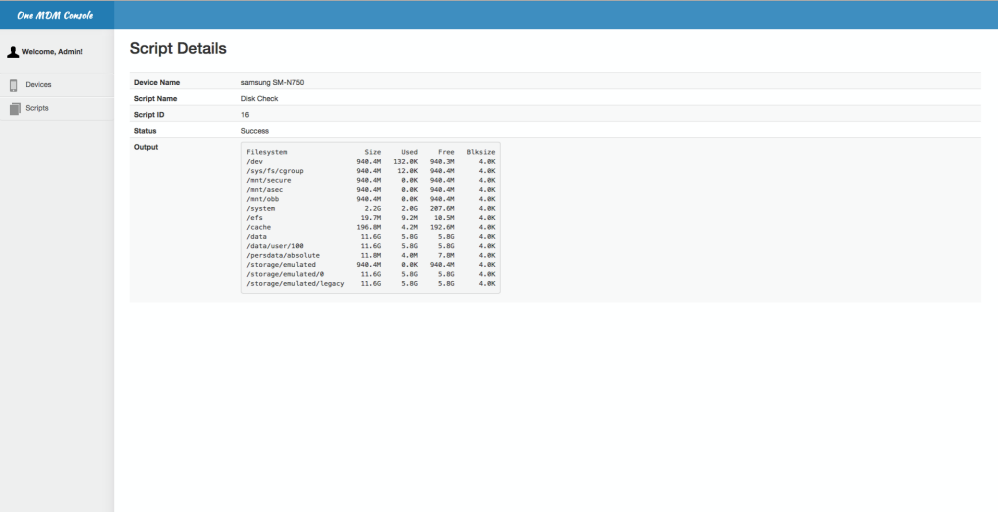 One MDM Console
Welcome, Admin!
Devices
Scripts
Script Details
Device Name samsung SM-N750
Script Name Disk Check
Script ID 16
Status Success
Output
Filesystem Size Used Free Blksize
/dev 940.4M 132.0K 940.3M 4.0K
/sys/fs/cgroup 940.4M 12.0K 940.4M 4.0K
/mnt/secure 940.4M 0.0K 940.4M 4.0K
/mnt/asec 940.4M 0.0K 940.4M 4.0K
/mnt/obb 940.4M 0.0K 940.4M 4.0K
/system 2.2G 2.0G 207.6M 4.0K
/efs 19.7M 9.2M 10.5M 4.0K
/cache 196.8M 4.2M 192.6M 4.0K
/data 11.6G 5.8G 5.8G 4.0K
/data/user/100 11.6G 5.8G 5.8G 4.0K
/persdata/absolute 11.8M 4.0M 7.8M 4.0K
/storage/emulated 940.4M 0.0K 940.4M 4.0K
/storage/emulated/0 11.6G 5.8G 5.8G 4.0K
/storage/emulated/legacy 11.6G 5.8G 5.8G 4.0K